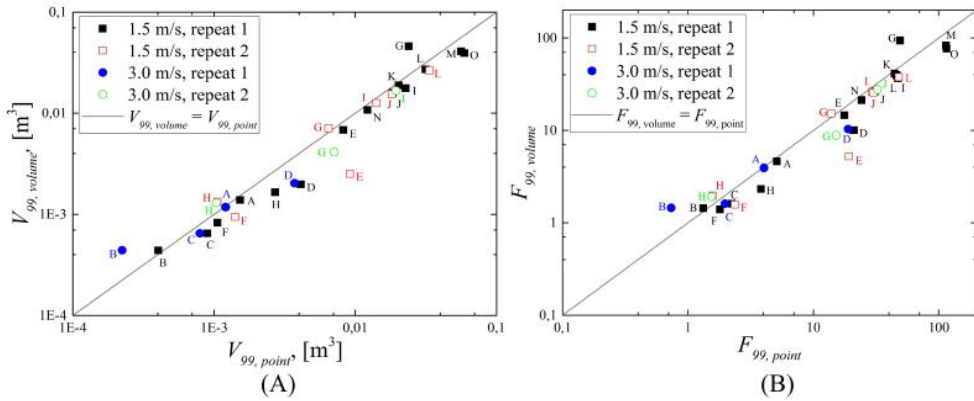 1.5 m/s, repeat 1
1.5 m/s, repeat 2
3.0 m/s, repeat 1
3.0 m/s, repeat 2
V99, volume = V99, point
0,1
0,01
1E-3
1E-4
V99, volume, [m³]
G
L
M
O
K
I
J
I
J
L
I
J
N
G
E
G
E
D
D
H
A
H
A
H
F
F
C
C
B
B
1E-4
1E-3
0,01
0,1
V99, point, [m³]
(A)
1.5 m/s, repeat 1
1.5 m/s, repeat 2
3.0 m/s, repeat 1
3.0 m/s, repeat 2
F99, volume = F99, point
100
10
1
0,1
F99, volume
G
M
O
K
L
L
I
I
J
J
N
G
E
G
D
D
E
A
A
H
H
H
C
C
F
F
B
B
0,1
1
10
100
F99, point
(B)